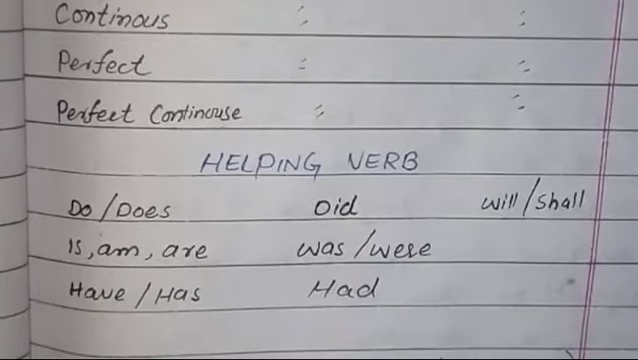 Continous " "
Perfect " "
Perfect Continouse " "
HELPING VERB
Do/Does Did will/shall
Is, am, are was/were
Have/Has Had